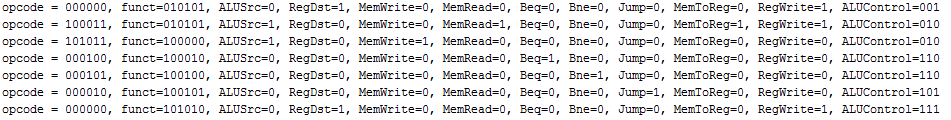 opcode = 000000, funct=010101, ALUSrc=0, RegDst=1, MemWrite=0, MemRead=0, Beq=0, Bne=0, Jump=0, MemToReg=0, RegWrite=1, ALUControl=001
opcode = 100011, funct=010101, ALUSrc=1, RegDst=0, MemWrite=0, MemRead=1, Beq=0, Bne=0, Jump=0, MemToReg=1, RegWrite=1, ALUControl=010
opcode = 101011, funct=100000, ALUSrc=1, RegDst=0, MemWrite=1, MemRead=0, Beq=0, Bne=0, Jump=0, MemToReg=0, RegWrite=0, ALUControl=010
opcode = 000100, funct=100010, ALUSrc=0, RegDst=0, MemWrite=0, MemRead=0, Beq=1, Bne=0, Jump=0, MemToReg=0, RegWrite=0, ALUControl=110
opcode = 000101, funct=100100, ALUSrc=0, RegDst=0, MemWrite=0, MemRead=0, Beq=0, Bne=1, Jump=0, MemToReg=0, RegWrite=0, ALUControl=110
opcode = 000010, funct=100101, ALUSrc=0, RegDst=0, MemWrite=0, MemRead=0, Beq=0, Bne=0, Jump=1, MemToReg=0, RegWrite=0, ALUControl=101
opcode = 000000, funct=101010, ALUSrc=0, RegDst=1, MemWrite=0, MemRead=0, Beq=0, Bne=0, Jump=0, MemToReg=0, RegWrite=1, ALUControl=111